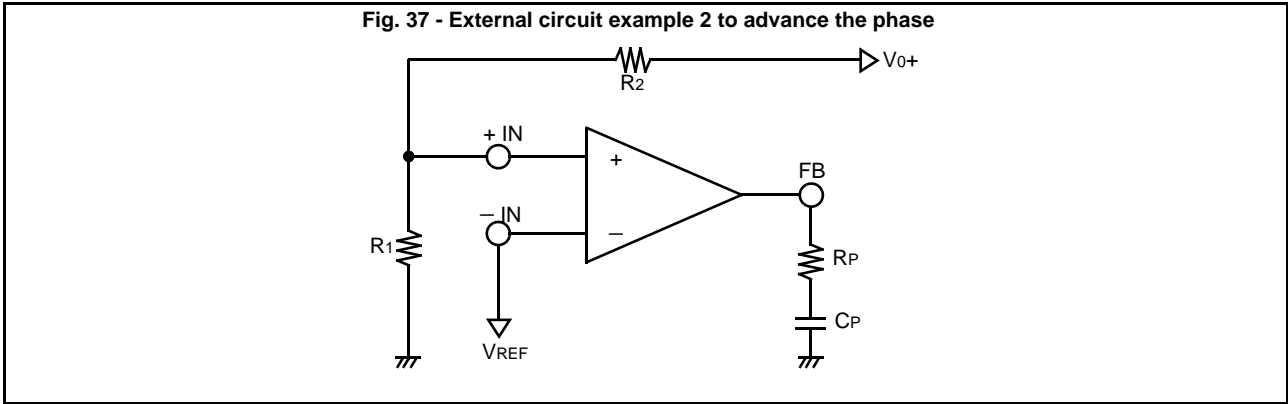 Fig. 37 - External circuit example 2 to advance the phase
V0+
R2
+ IN
+
FB
− IN
−
R1
RP
CP
VREF